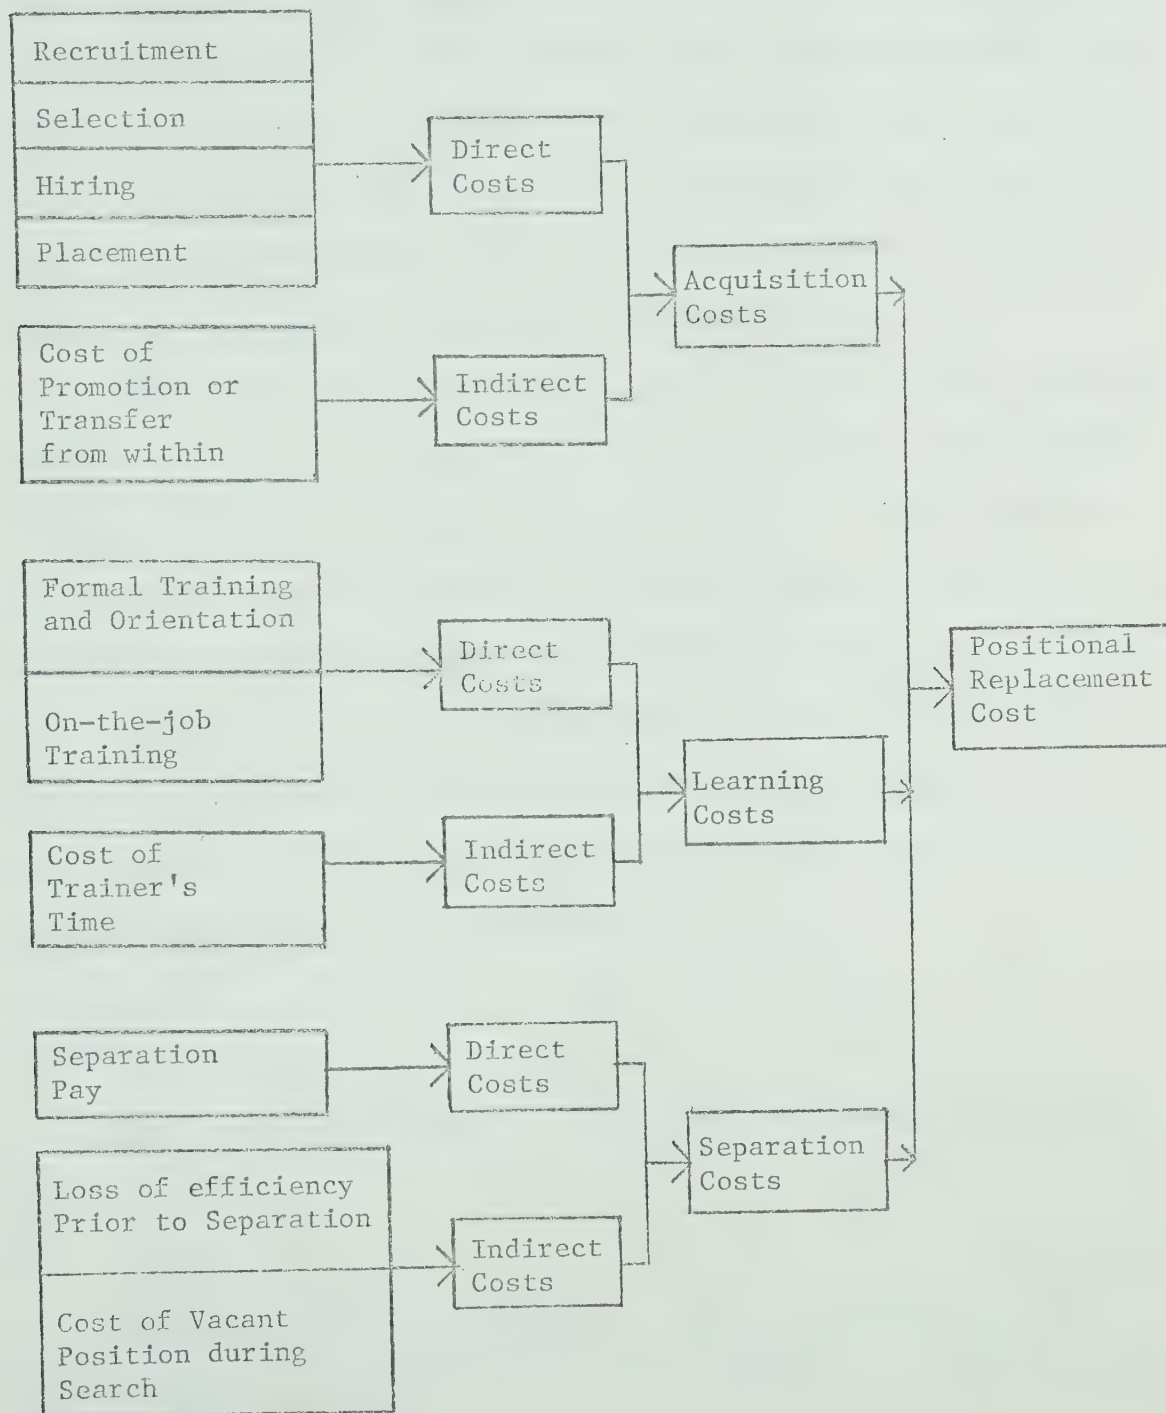 Recruitment
Selection
Hiring
Placement
Direct
Costs
Cost of
Promotion or
Transfer
from within
Indirect
Costs
Acquisition
Costs
Formal Training
and Orientation
On-the-job
Training
Direct
Costs
Cost of
Trainer's
Time
Indirect
Costs
Learning
Costs
Separation
Pay
Direct
Costs
Loss of efficiency
Prior to Separation
Cost of Vacant
Position during
Search
Indirect
Costs
Separation
Costs
Positional
Replacement
Cost